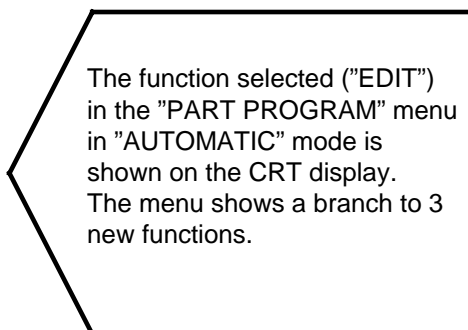 The function selected ("EDIT")
in the "PART PROGRAM" menu
in "AUTOMATIC" mode is
shown on the CRT display.
The menu shows a branch to 3
new functions.